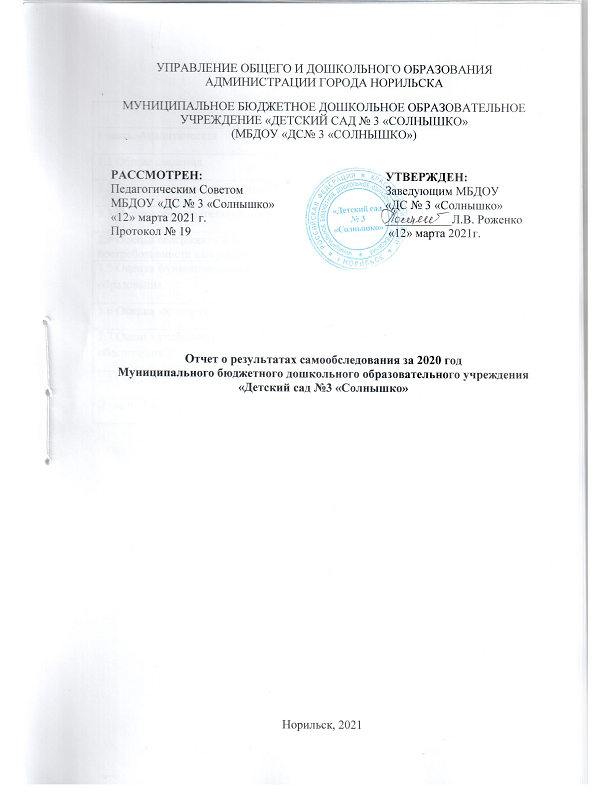 УПРАВЛЕНИЕ ОБЩЕГО И ДОШКОЛЬНОГО ОБРАЗОВАНИЯ
АДМИНИСТРАЦИИ ГОРОДА НОРИЛЬСКА
МУНИЦИПАЛЬНОЕ БЮДЖЕТНОЕ ДОШКОЛЬНОЕ ОБРАЗОВАТЕЛЬНОЕ
УЧРЕЖДЕНИЕ «ДЕТСКИЙ САД № 3 «СОЛНЫШКО»
(МБДОУ «ДС№ 3 «СОЛНЫШКО»)
РАССМОТРЕН:
Педагогическим Советом
МБДОУ «ДС № 3 «Солнышко»
«12» марта 2021 г.
Протокол № 19
«Детский сад
№ 3
«Солнышко»
УТВЕРЖДЕН:
Заведующим МБДОУ
«ДС № 3 «Солнышко»
Л.В. Роженко
«12» марта 2021г.
Отчет о результатах самообследования за 2020 год
Муниципального бюджетного дошкольного образовательного учреждения
«Детский сад №3 «Солнышко»
Норильск, 2021